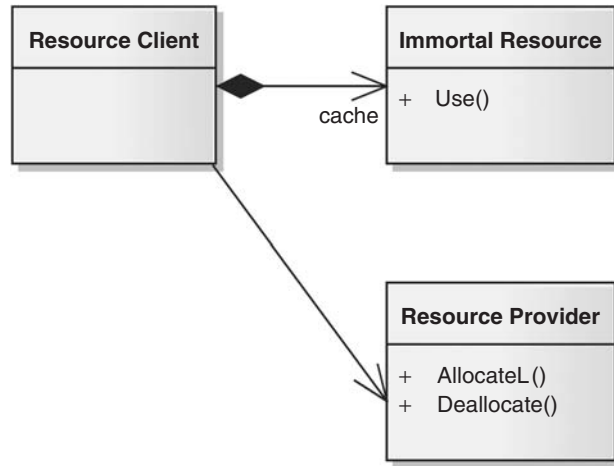 Resource Client
Immortal Resource
+ Use()
cache
Resource Provider
+ AllocateL()
+ Deallocate()